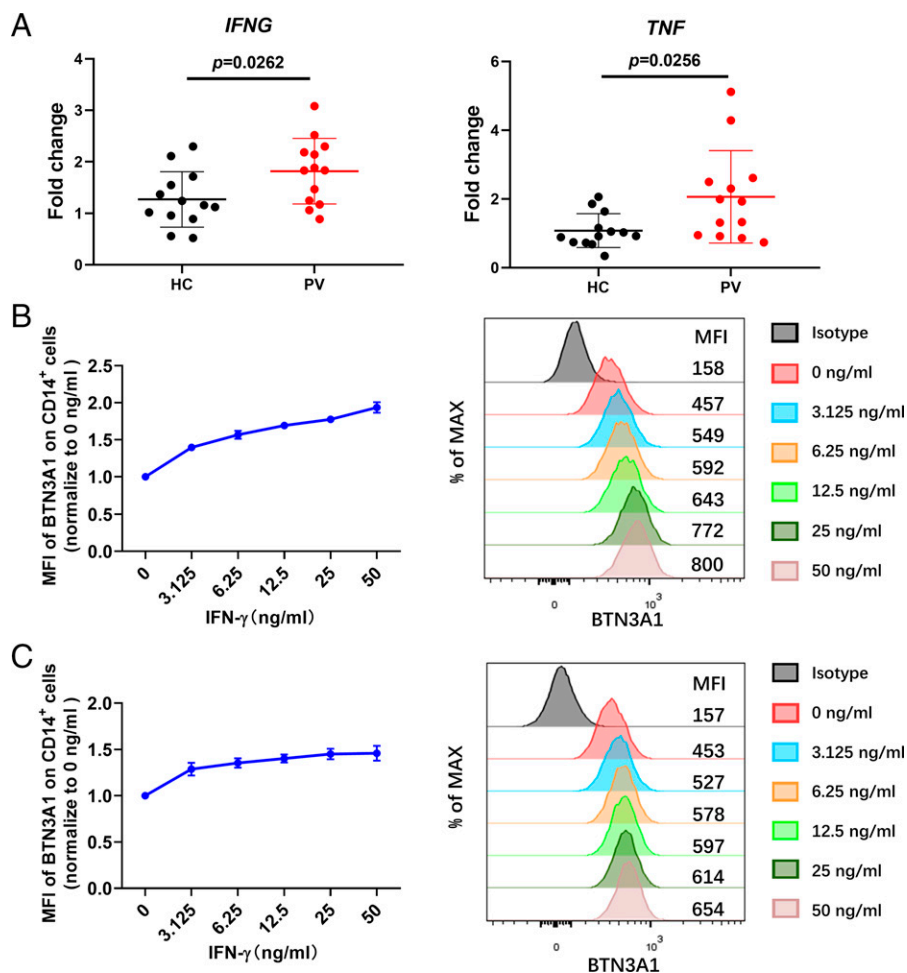 A
IFNG
p=0.0262
Fold change
4
3
2
1
0
HC
PV
TNF
p=0.0256
Fold change
6
4
2
0
HC
PV
B
MFI of BTN3A1 on CD14⁺ cells
(normalize to 0 ng/ml)
2.5
2.0
1.5
1.0
0.5
0.0
0
3.125
6.25
12.5
25
50
IFN-γ(ng/ml)
% of MAX
MFI
158
457
549
592
643
772
800
0
10³
BTN3A1
Isotype
0 ng/ml
3.125 ng/ml
6.25 ng/ml
12.5 ng/ml
25 ng/ml
50 ng/ml
C
MFI of BTN3A1 on CD14⁺ cells
(normalize to 0 ng/ml )
2.0
1.5
1.0
0.5
0.0
0
3.125
6.25
12.5
25
50
IFN-γ(ng/ml)
% of MAX
MFI
157
453
527
578
597
614
654
0
10³
BTN3A1
Isotype
0 ng/ml
3.125 ng/ml
6.25 ng/ml
12.5 ng/ml
25 ng/ml
50 ng/ml